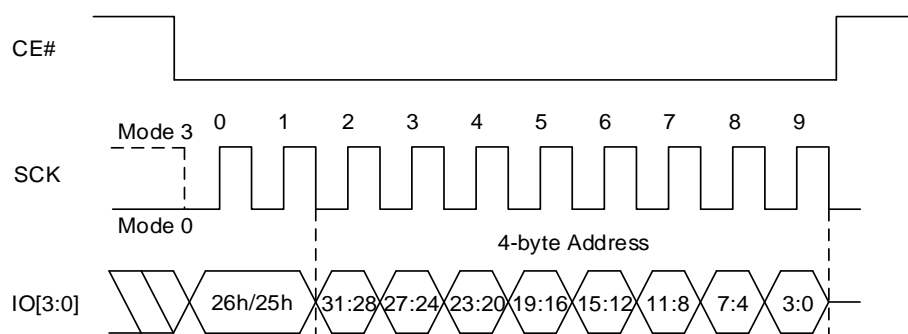 CE#
0 1 2 3 4 5 6 7 8 9
Mode 3
SCK
Mode 0
4-byte Address
IO[3:0] 26h/25h 31:28 27:24 23:20 19:16 15:12 11:8 7:4 3:0